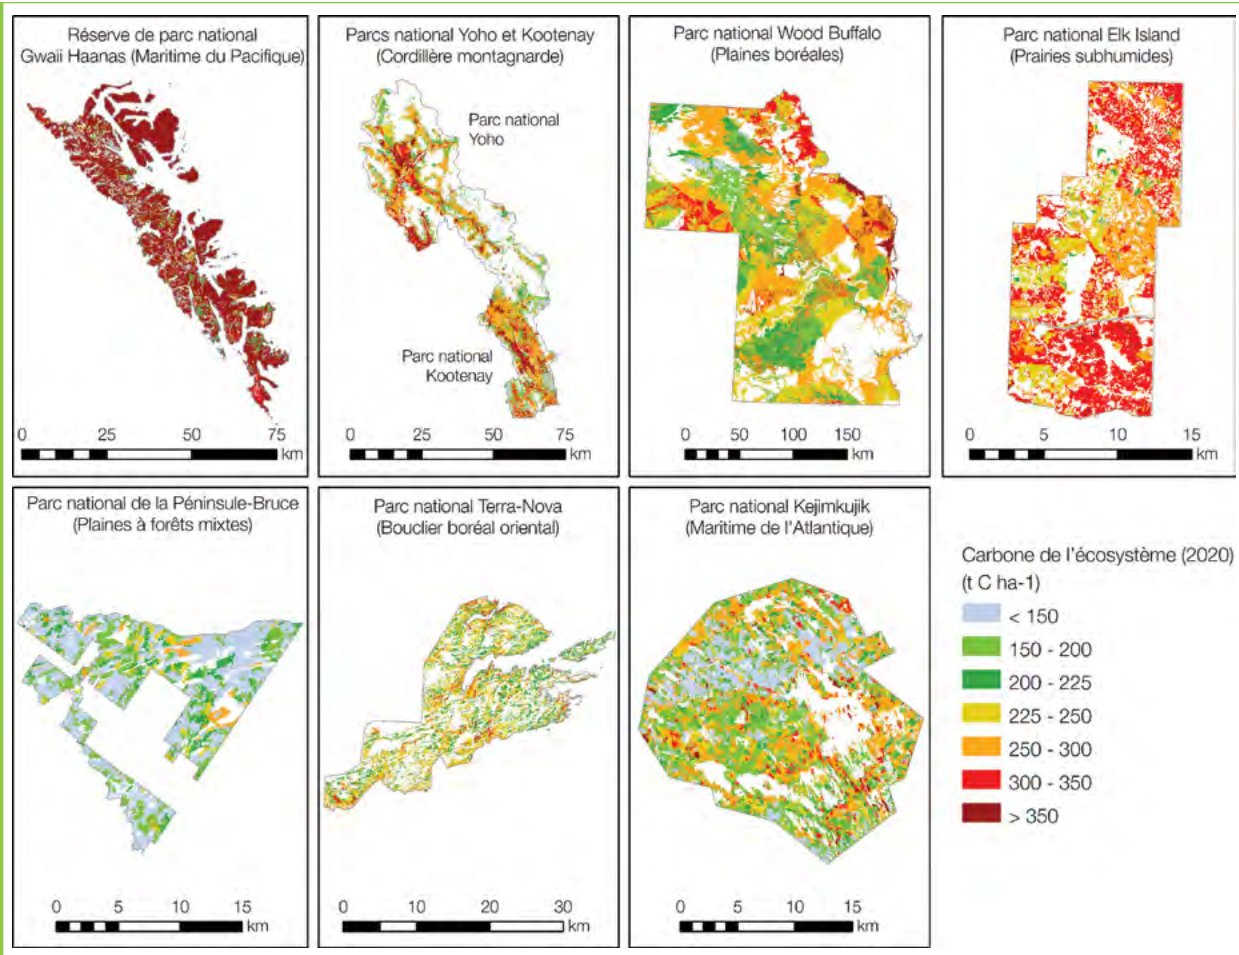 Réserve de parc national
Gwaii Haanas (Maritime du Pacifique)
0 25 50 75
km
Parcs national Yoho et Kootenay
(Cordillère montagnarde)
Parc national
Yoho
Parc national
Kootenay
0 25 50 75
km
Parc national Wood Buffalo
(Plaines boréales)
0 50 100 150
km
Parc national Elk Island
(Prairies subhumides)
0 5 10 15
km
Parc national de la Péninsule-Bruce
(Plaines à forêts mixtes)
0 5 10 15
km
Parc national Terra-Nova
(Bouclier boréal oriental)
0 10 20 30
km
Parc national Kejimkujik
(Maritime de l'Atlantique)
0 5 10 15
km
Carbone de l'écosystème (2020)
(t C ha-1)
< 150
150 - 200
200 - 225
225 - 250
250 - 300
300 - 350
> 350